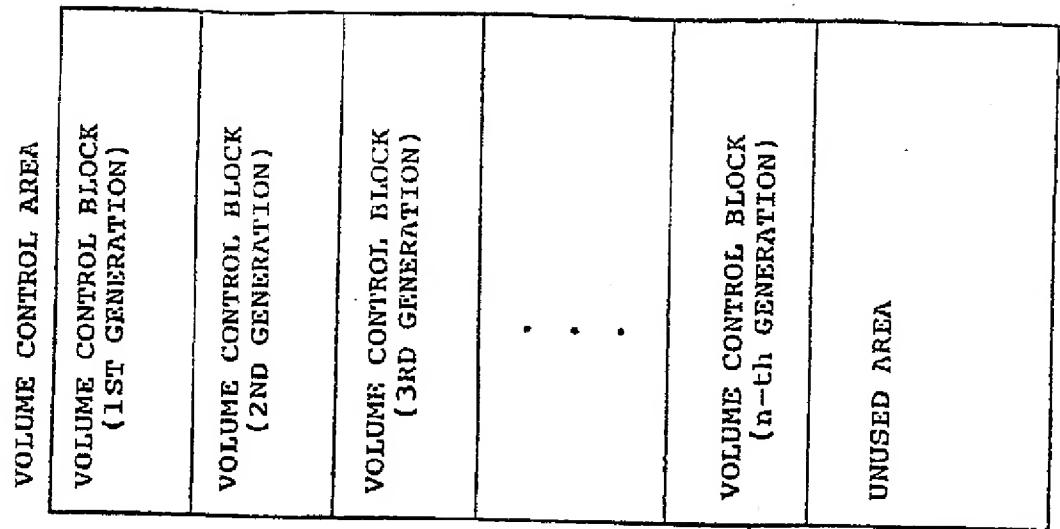 VOLUME CONTROL AREA
VOLUME CONTROL BLOCK
(1ST GENERATION)
VOLUME CONTROL BLOCK
(2ND GENERATION)
VOLUME CONTROL BLOCK
(3RD GENERATION)
. . .
VOLUME CONTROL BLOCK
(n-th GENERATION)
UNUSED AREA